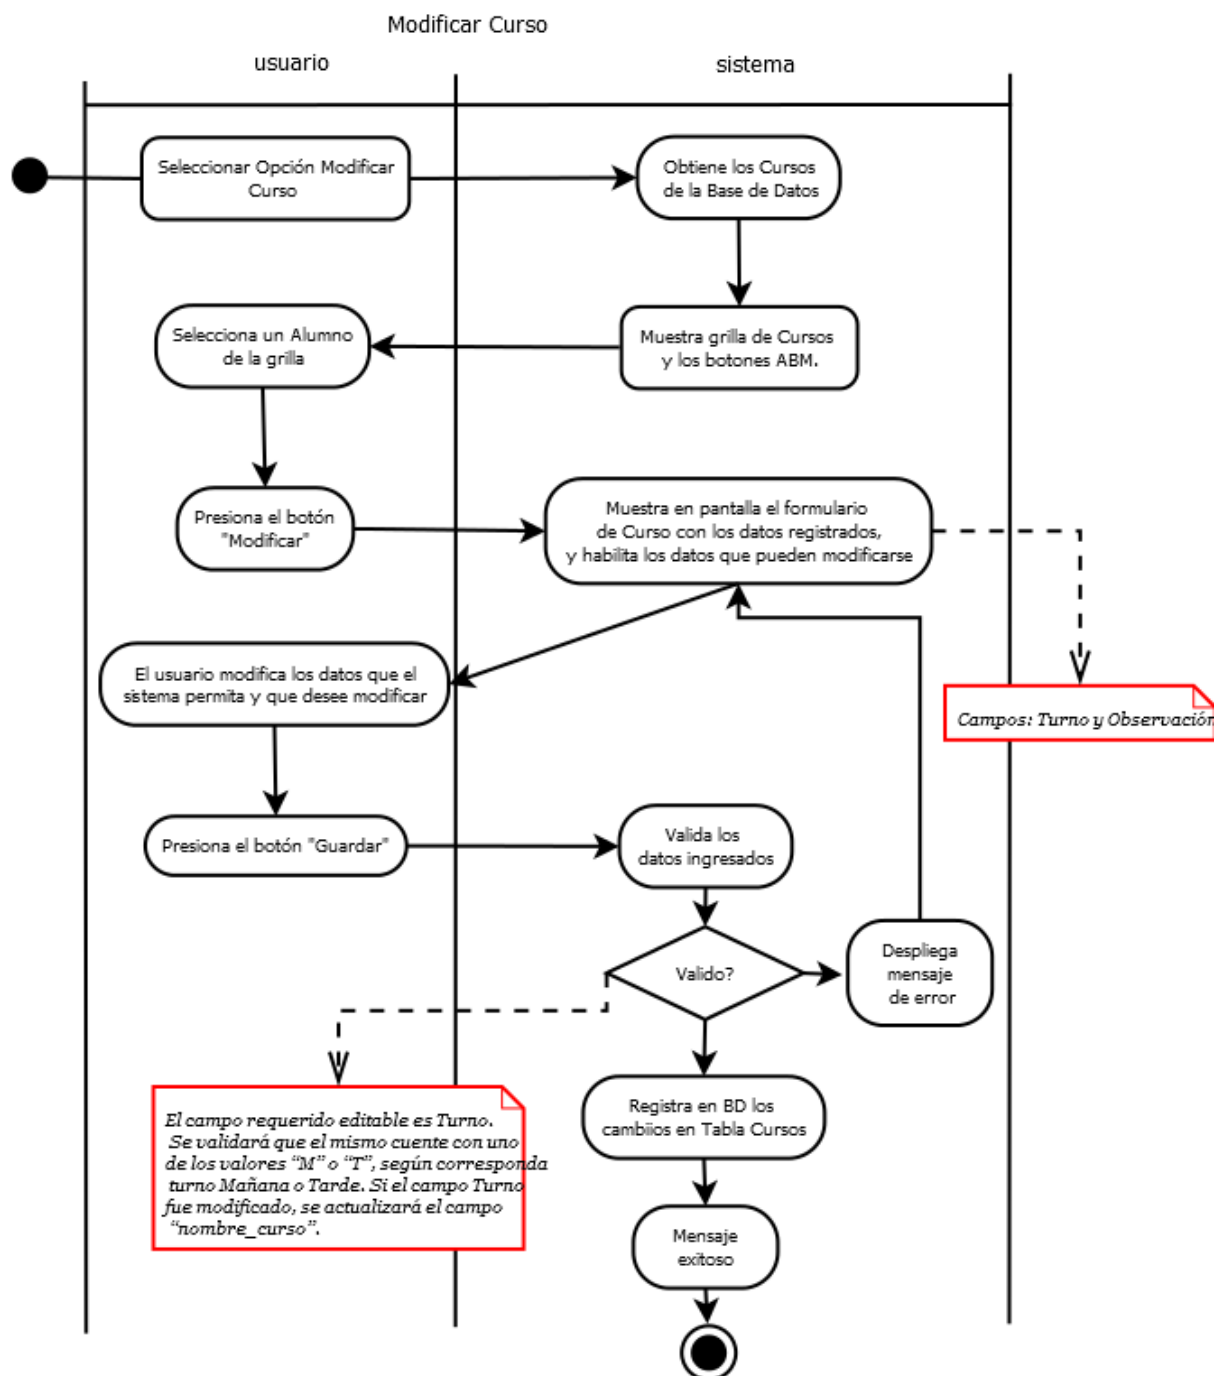 Modificar Curso
usuario
sistema
Seleccionar Opción Modificar
Curso
Obtiene los Cursos
de la Base de Datos
Muestra grilla de Cursos
y los botones ABM.
Selecciona un Alumno
de la grilla
Presiona el botón
"Modificar"
Muestra en pantalla el formulario
de Curso con los datos registrados,
y habilita los datos que pueden modificarse
Campos: Turno y Observación
El usuario modifica los datos que el
sistema permita y que desee modificar
Presiona el botón "Guardar"
Valida los
datos ingresados
Valido?
Despliega
mensaje
de error
El campo requerido editable es Turno.
Se validará que el mismo cuente con uno
de los valores “M” o “T”, según corresponda
turno Mañana o Tarde. Si el campo Turno
fue modificado, se actualizará el campo
“nombre_curso”.
Registra en BD los
cambiios en Tabla Cursos
Mensaje
exitoso